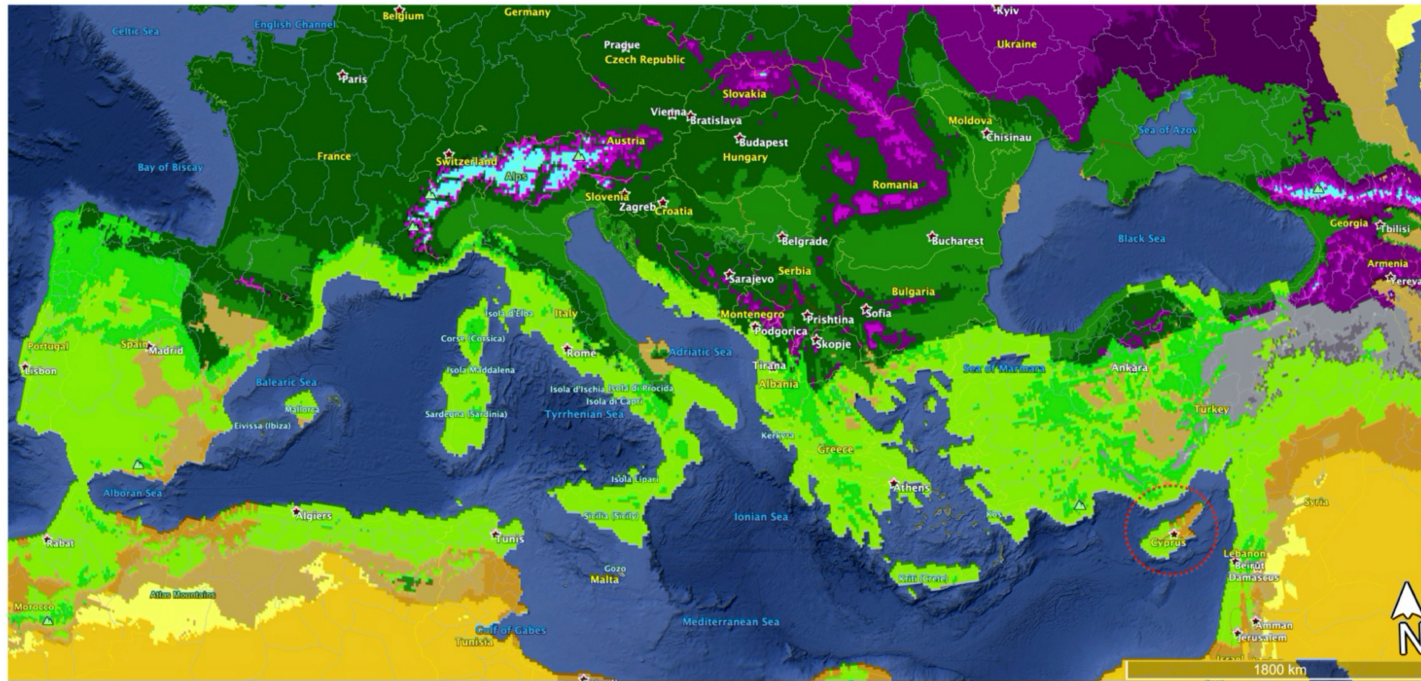 Belgium
Germany
Kyiv
English Channel
Celtic Sea
Prague
Ukraine
Czech Republic
Paris
Slovakia
Vienna
Bratislava
Moldova
Sea of Azov
Chisinau
Budapest
Austria
Hungary
France
Switzerland
Bay of Biscay
Alps
Romania
Slovenia
Zagreb
Croatia
Georgia
Tbilisi
Belgrade
Bucharest
Black Sea
Serbia
Armenia
Sarajevo
Bulgaria
Isola d'Elba
Italy
Montenegro
Prishtina
Sofia
Podgorica
Corse (Corsica)
Skopje
Portugal
Spain
Madrid
Rome
Adriatic Sea
Tirana
Sea of Marmara
Ankara
Lisbon
Isola Maddalena
Albania
Balearic Sea
Isola d'Ischia
Isola di Procida
Isola di Capri
Mallorca
Sardegna (Sardinia)
Tyrrhenian Sea
Turkey
Eivissa (Ibiza)
Kerkyra
Greece
Isola Lipari
Athens
Alboran Sea
Syria
Algiers
Sicilia (Sicily)
Ionian Sea
Kos
Tunis
Rabat
Cyprus
Lebanon
Beirut
Gozo
Malta
Kriti (Crete)
Damascus
Atlas Mountains
Morocco
Mediterranean Sea
Amman
Gulf of Gabes
Jerusalem
Tunisia
N
1800 km